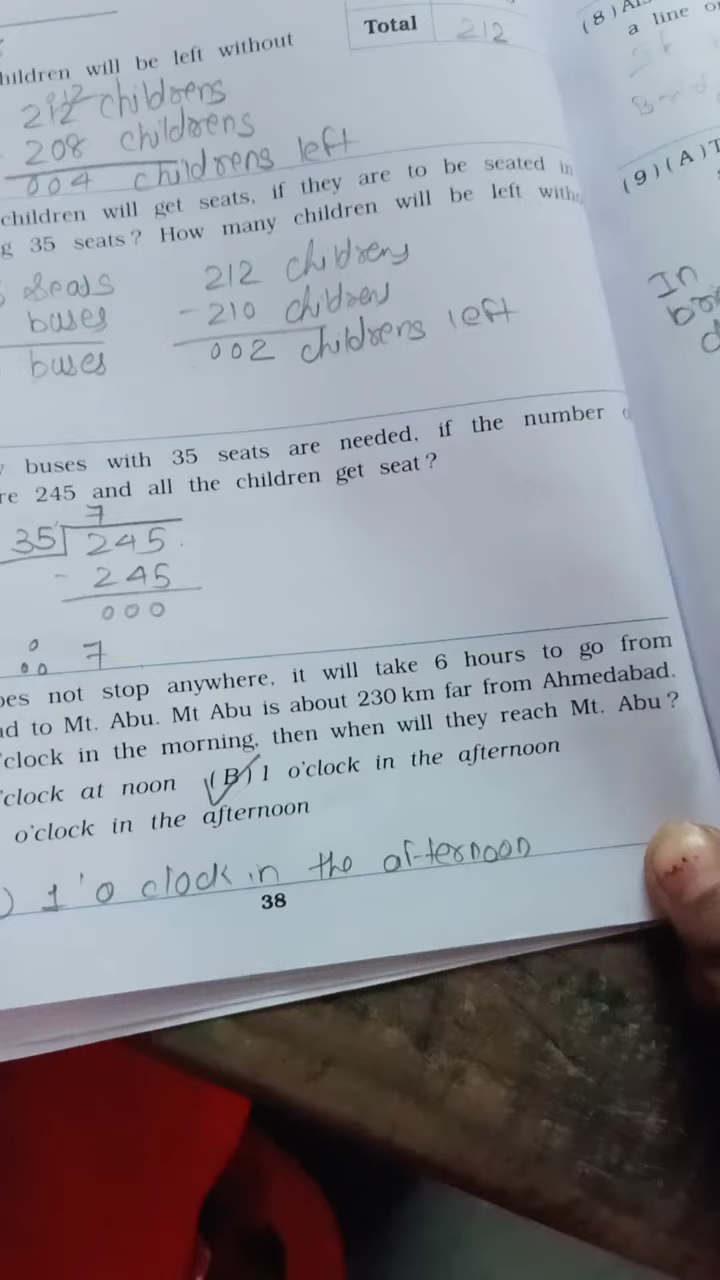 children will be left without
Total 212
212 childrens
- 208 childrens
004 childrens left
children will get seats, if they are to be seated in
g 35 seats? How many children will be left with
seats
buses
buses
212 childrens
- 210 children
002 childrens left
buses with 35 seats are needed, if the number
re 245 and all the children get seat?
7
35 245
- 245
000
0
00 7
oes not stop anywhere, it will take 6 hours to go from
ad to Mt. Abu. Mt Abu is about 230 km far from Ahmedabad.
'clock in the morning, then when will they reach Mt. Abu?
'clock at noon (B) 1 o'clock in the afternoon
o'clock in the afternoon
) 1'o clock in the afternoon
38
(8)
a line
(9) (A)
In